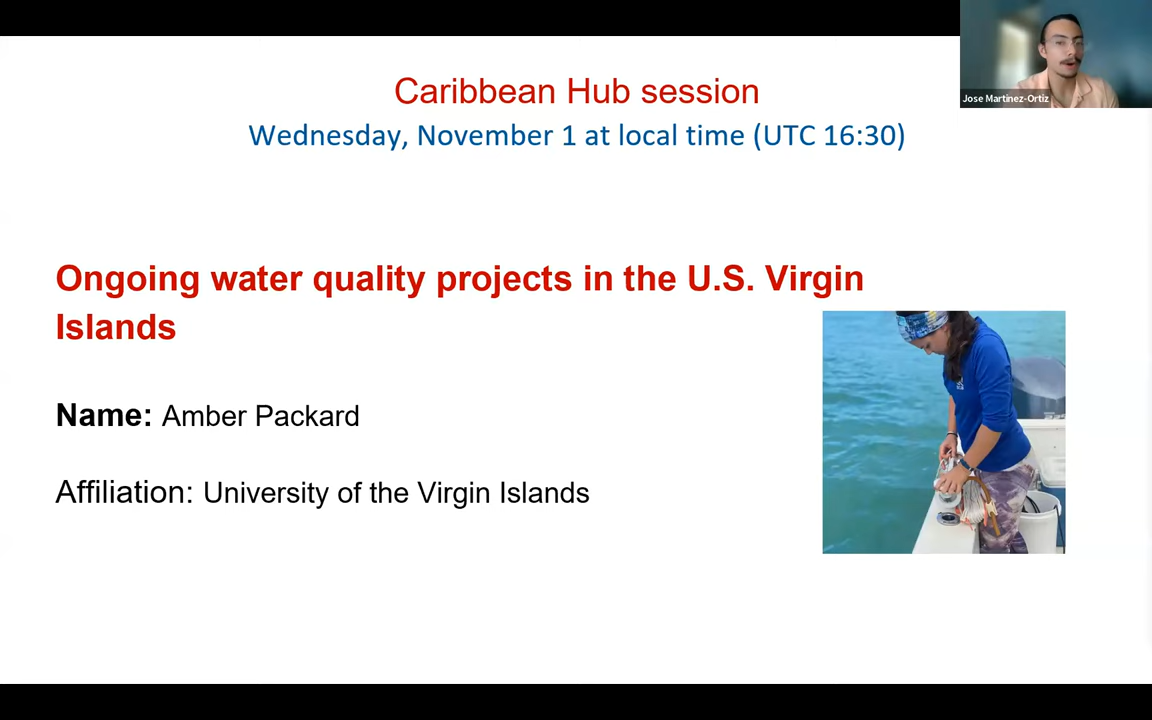 Caribbean Hub session
Wednesday, November 1 at local time (UTC 16:30)
Jose Martinez-Ortiz
Ongoing water quality projects in the U.S. Virgin
Islands
Name: Amber Packard
Affiliation: University of the Virgin Islands